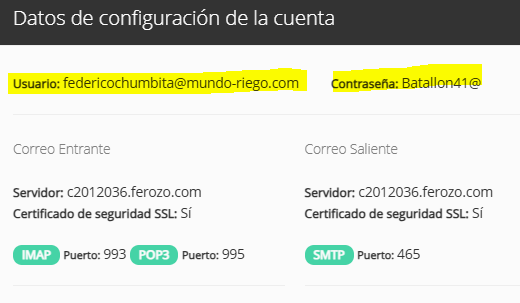 Datos de configuración de la cuenta
Usuario: federicochumbita@mundo-riego.com
Contraseña: Batallon41@
Correo Entrante
Servidor: c2012036.ferozo.com
Certificado de seguridad SSL: Sí
IMAP Puerto: 993 POP3 Puerto: 995
Correo Saliente
Servidor: c2012036.ferozo.com
Certificado de seguridad SSL: Sí
SMTP Puerto: 465